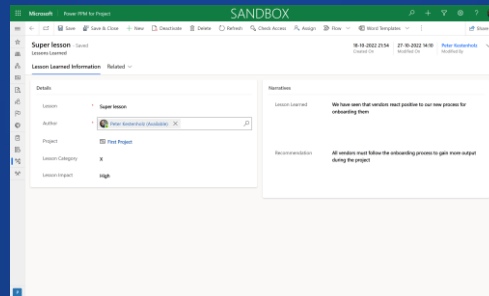 Microsoft Power PPM for Project SANDBOX
Save Save & Close New Deactivate Delete Refresh Check Access Assign Flow Word Templates Share
Super lesson - Saved
Lessons Learned
18-10-2022 21:54 Created On
27-10-2022 14:10 Modified On
Peter Kestenholz Modified By
Lesson Learned Information Related
Details
Lesson * Super lesson
Author * Peter Kestenholz (Available)
Project First Project
Lesson Category X
Lesson Impact High
Narratives
Lesson Learned We have seen that vendors react positive to our new process for
onboarding them
Recommendation All vendors must follow the onboarding process to gain more output
during the project